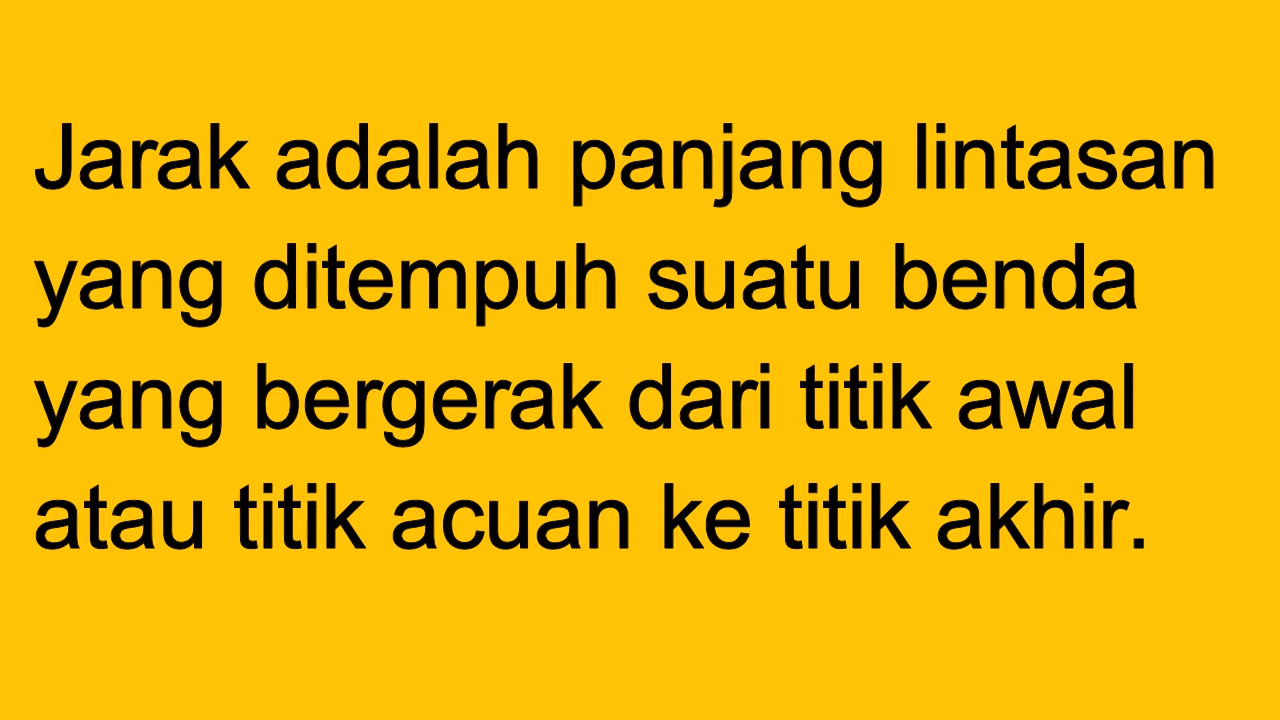 Jarak adalah panjang lintasan
yang ditempuh suatu benda
yang bergerak dari titik awal
atau titik acuan ke titik akhir.